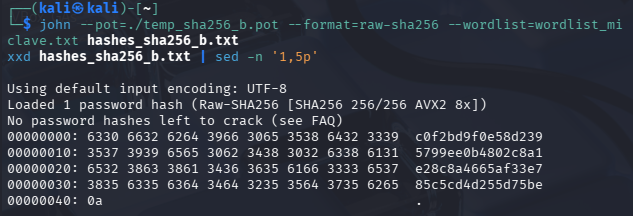 ┌──(kali㉿kali)-[~]
└─$ john --pot=./temp_sha256_b.pot --format=raw-sha256 --wordlist=wordlist_mi
clave.txt hashes_sha256_b.txt
xxd hashes_sha256_b.txt | sed -n '1,5p'
Using default input encoding: UTF-8
Loaded 1 password hash (Raw-SHA256 [SHA256 256/256 AVX2 8x])
No password hashes left to crack (see FAQ)
00000000: 6330 6632 6264 3966 3065 3538 6432 3339  c0f2bd9f0e58d239
00000010: 3537 3939 6565 3062 3438 3032 6338 6131  5799ee0b4802c8a1
00000020: 6532 3863 3861 3436 3635 6166 3333 6537  e28c8a4665af33e7
00000030: 3835 6335 6364 3464 3235 3564 3735 6265  85c5cd4d255d75be
00000040: 0a                                       .